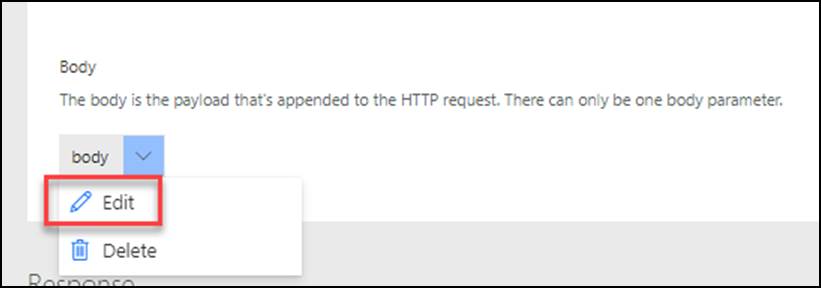 Body
The body is the payload that's appended to the HTTP request. There can only be one body parameter.
body
Edit
Delete
Response